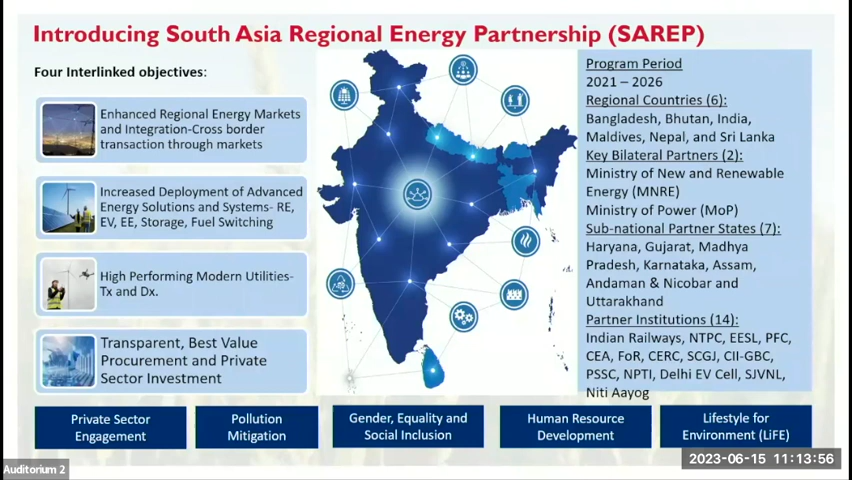 Introducing South Asia Regional Energy Partnership (SAREP)
Four Interlinked objectives:
Enhanced Regional Energy Markets
and Integration-Cross border
transaction through markets
Increased Deployment of Advanced
Energy Solutions and Systems- RE,
EV, EE, Storage, Fuel Switching
High Performing Modern Utilities-
Tx and Dx.
Transparent, Best Value
Procurement and Private
Sector Investment
Program Period
2021 – 2026
Regional Countries (6):
Bangladesh, Bhutan, India,
Maldives, Nepal, and Sri Lanka
Key Bilateral Partners (2):
Ministry of New and Renewable
Energy (MNRE)
Ministry of Power (MoP)
Sub-national Partner States (7):
Haryana, Gujarat, Madhya
Pradesh, Karnataka, Assam,
Andaman & Nicobar and
Uttarakhand
Partner Institutions (14):
Indian Railways, NTPC, EESL, PFC,
CEA, FoR, CERC, SCGJ, CII-GBC,
PSSC, NPTI, Delhi EV Cell, SJVNL,
Niti Aayog
Private Sector
Engagement
Pollution
Mitigation
Gender, Equality and
Social Inclusion
Human Resource
Development
Lifestyle for
Environment (LiFE)
Auditorium 2
2023-06-15 11:13:56